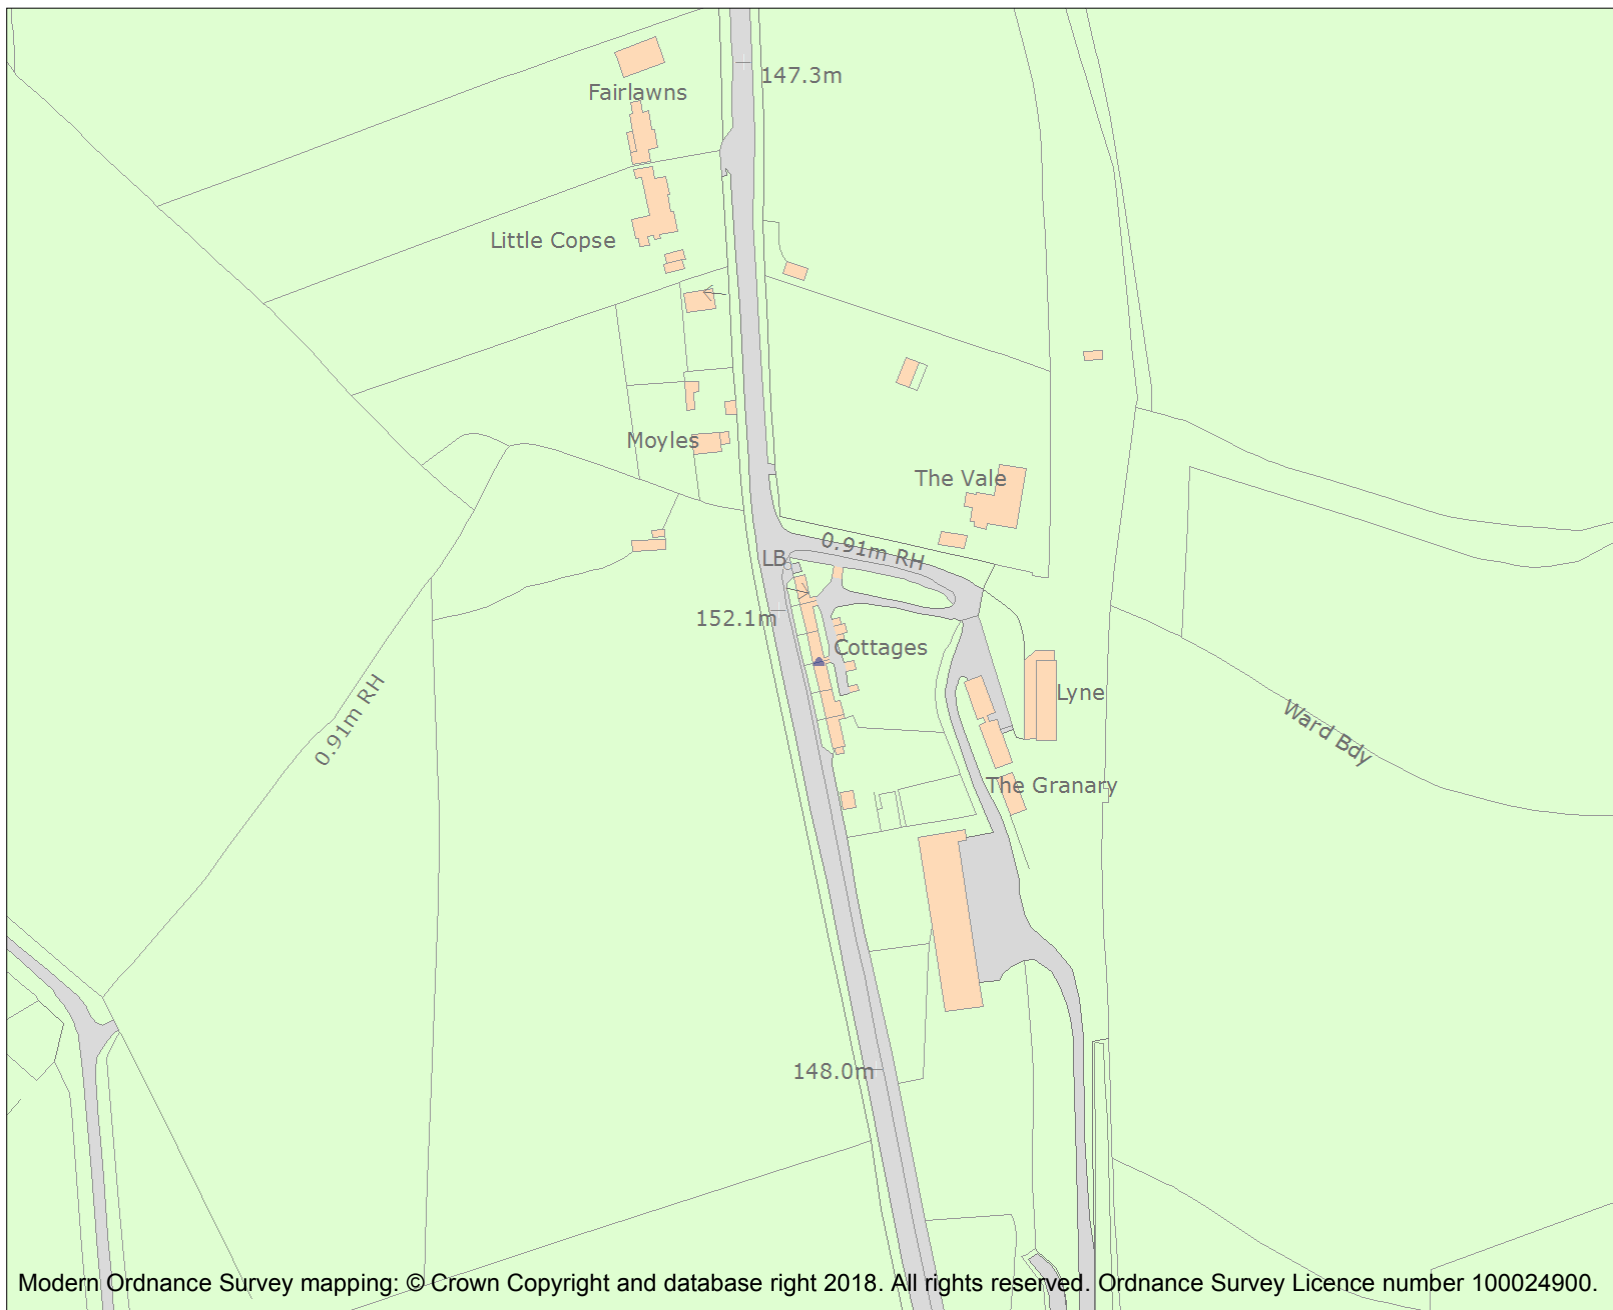 147.3m
Fairlawns
Little Copse
Moyles
The Vale
0.91m RH
LB
152.1m
Cottages
0.91m RH
Lyne
Ward Bdy
The Granary
148.0m
Modern Ordnance Survey mapping: © Crown Copyright and database right 2018. All rights reserved. Ordnance Survey Licence number 100024900.